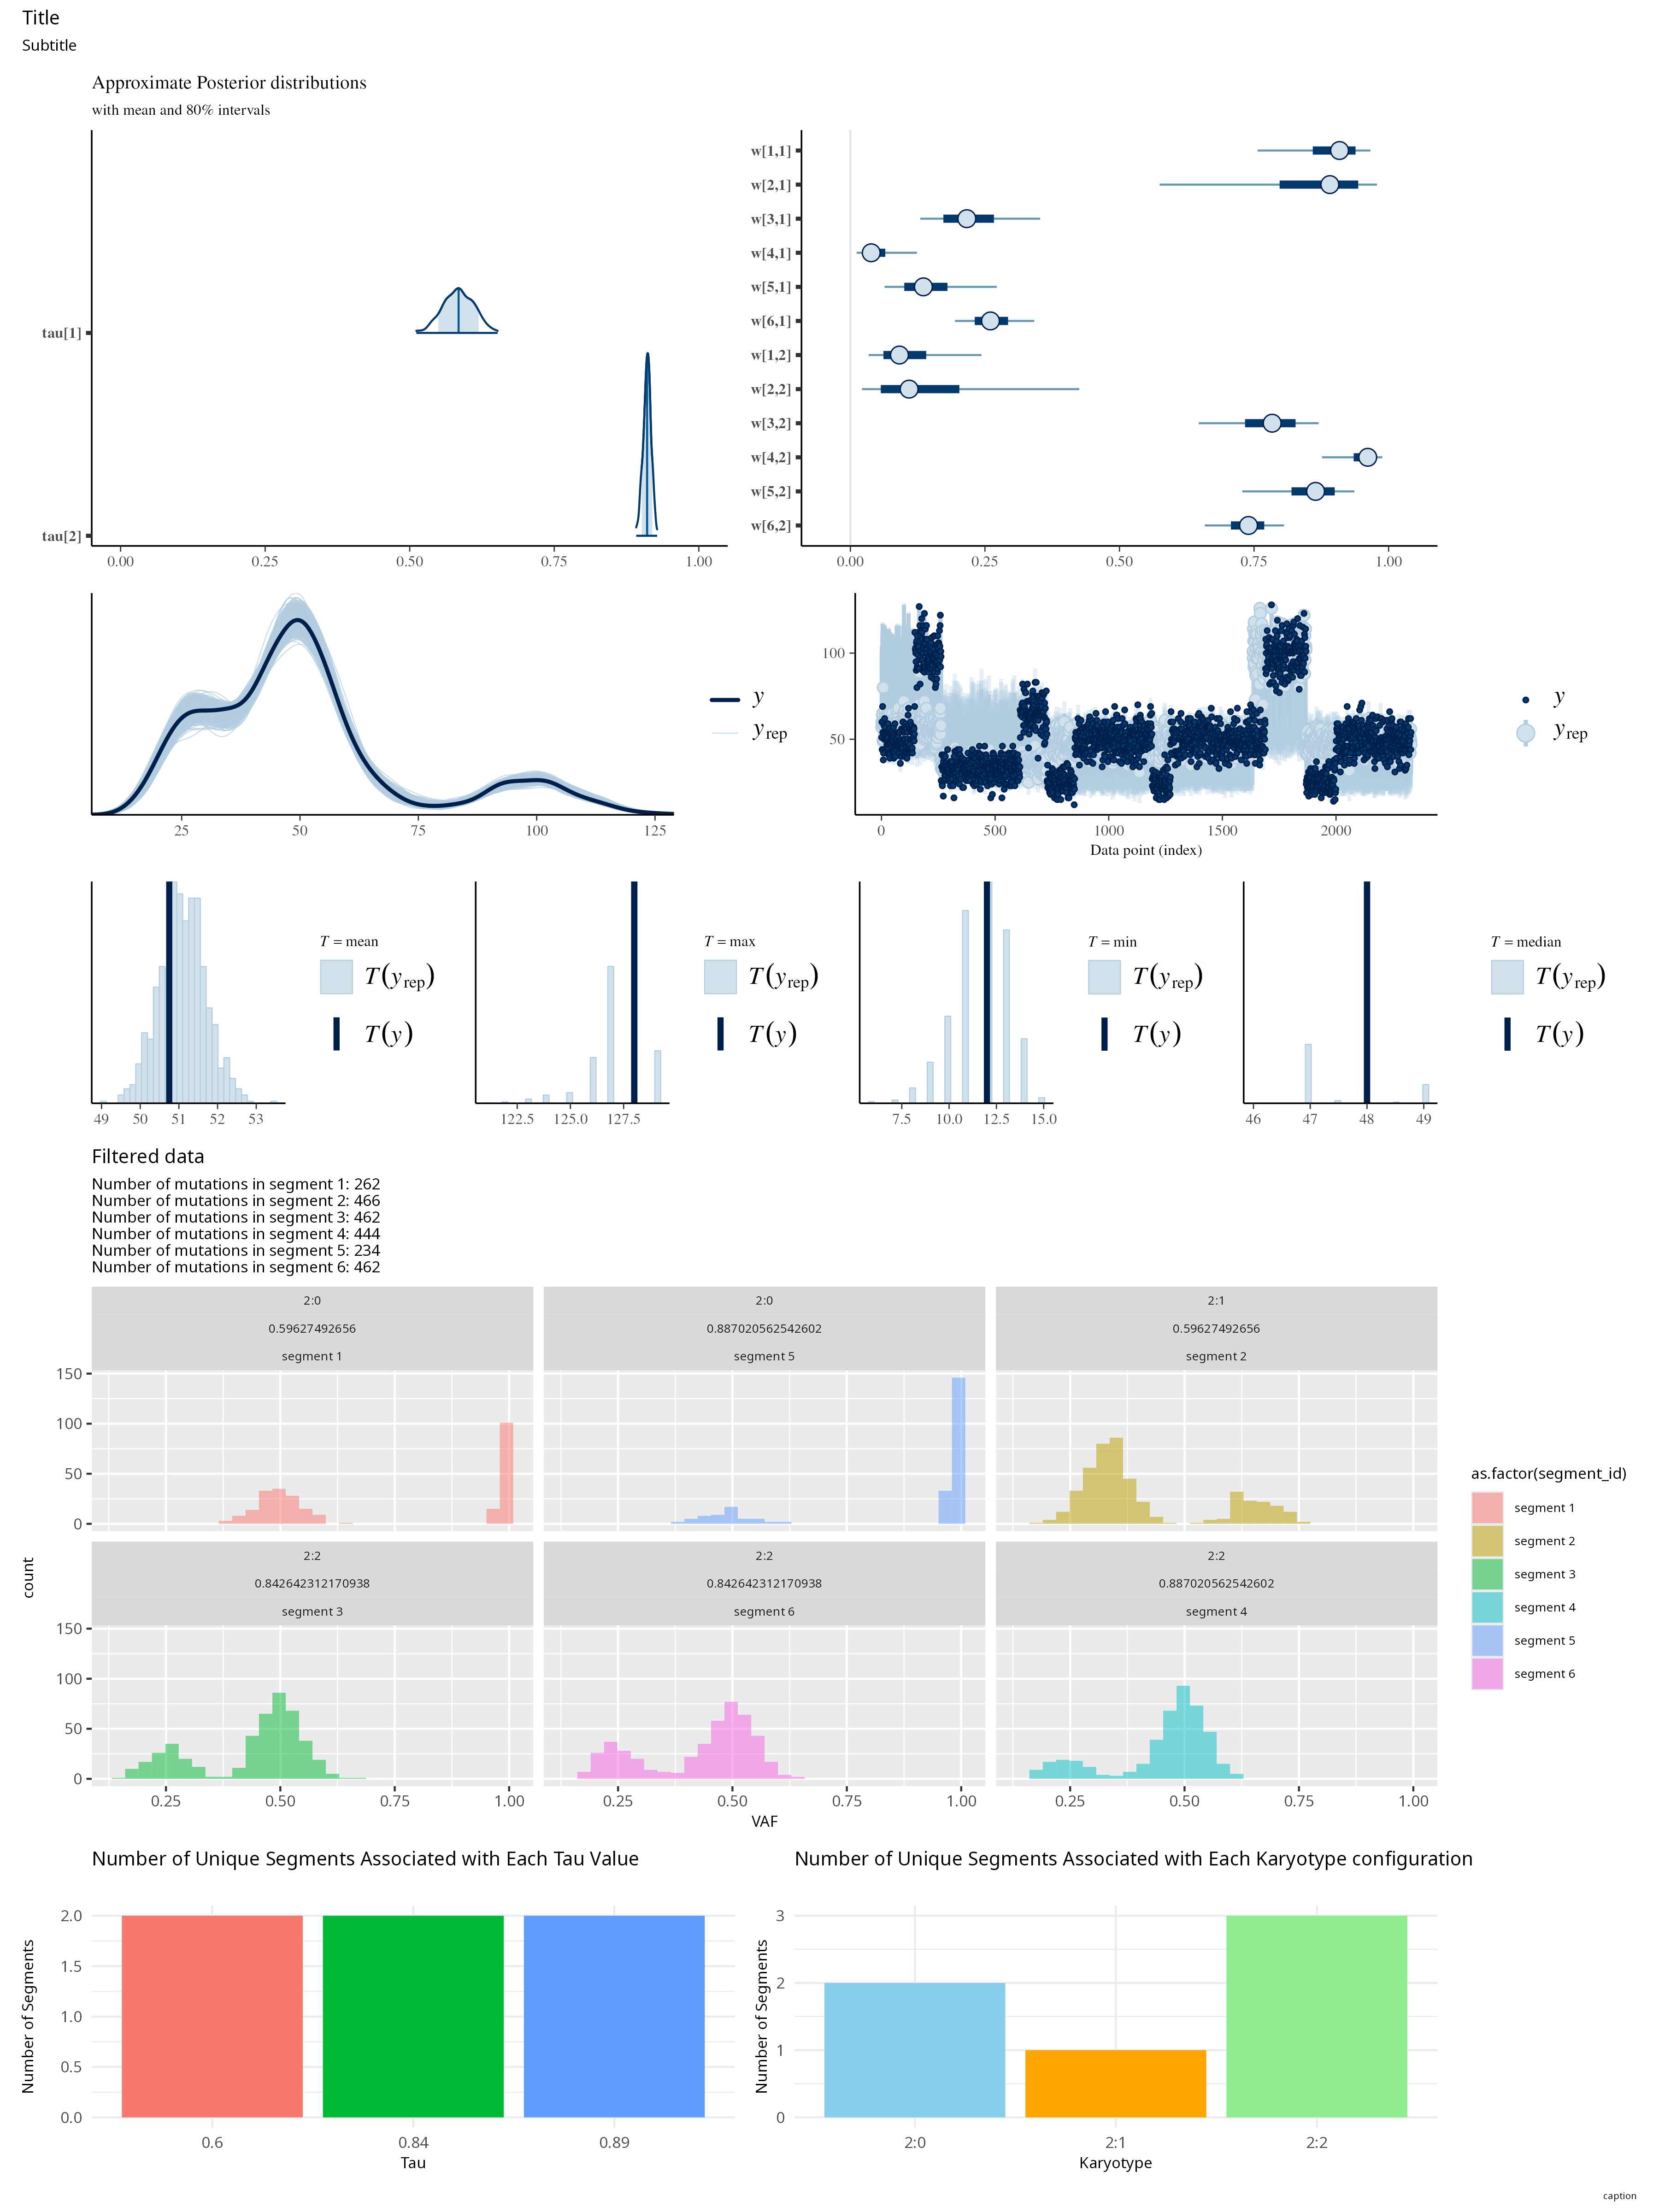 Title
Subtitle
Approximate Posterior distributions
with mean and 80% intervals
tau[1]
tau[2]
0.00 0.25 0.50 0.75 1.00
w[1,1]
w[2,1]
w[3,1]
w[4,1]
w[5,1]
w[6,1]
w[1,2]
w[2,2]
w[3,2]
w[4,2]
w[5,2]
w[6,2]
0.00 0.25 0.50 0.75 1.00
y
yrep
25 50 75 100 125
100
50
0 500 1000 1500 2000
Data point (index)
y
yrep
T = mean
T(yrep)
T(y)
49 50 51 52 53
T = max
T(yrep)
T(y)
122.5 125.0 127.5
T = min
T(yrep)
T(y)
7.5 10.0 12.5 15.0
T = median
T(yrep)
T(y)
46 47 48 49
Filtered data
Number of mutations in segment 1: 262
Number of mutations in segment 2: 466
Number of mutations in segment 3: 462
Number of mutations in segment 4: 444
Number of mutations in segment 5: 234
Number of mutations in segment 6: 462
2:0
0.59627492656
segment 1
2:0
0.887020562542602
segment 5
2:1
0.59627492656
segment 2
150
100
50
0
2:2
0.842642312170938
segment 3
2:2
0.842642312170938
segment 6
2:2
0.887020562542602
segment 4
150
100
50
0
count
0.25 0.50 0.75 1.00
0.25 0.50 0.75 1.00
0.25 0.50 0.75 1.00
VAF
as.factor(segment_id)
segment 1
segment 2
segment 3
segment 4
segment 5
segment 6
Number of Unique Segments Associated with Each Tau Value
Number of Segments
2.0
1.5
1.0
0.5
0.0
0.6 0.84 0.89
Tau
Number of Unique Segments Associated with Each Karyotype configuration
Number of Segments
3
2
1
0
2:0 2:1 2:2
Karyotype
caption